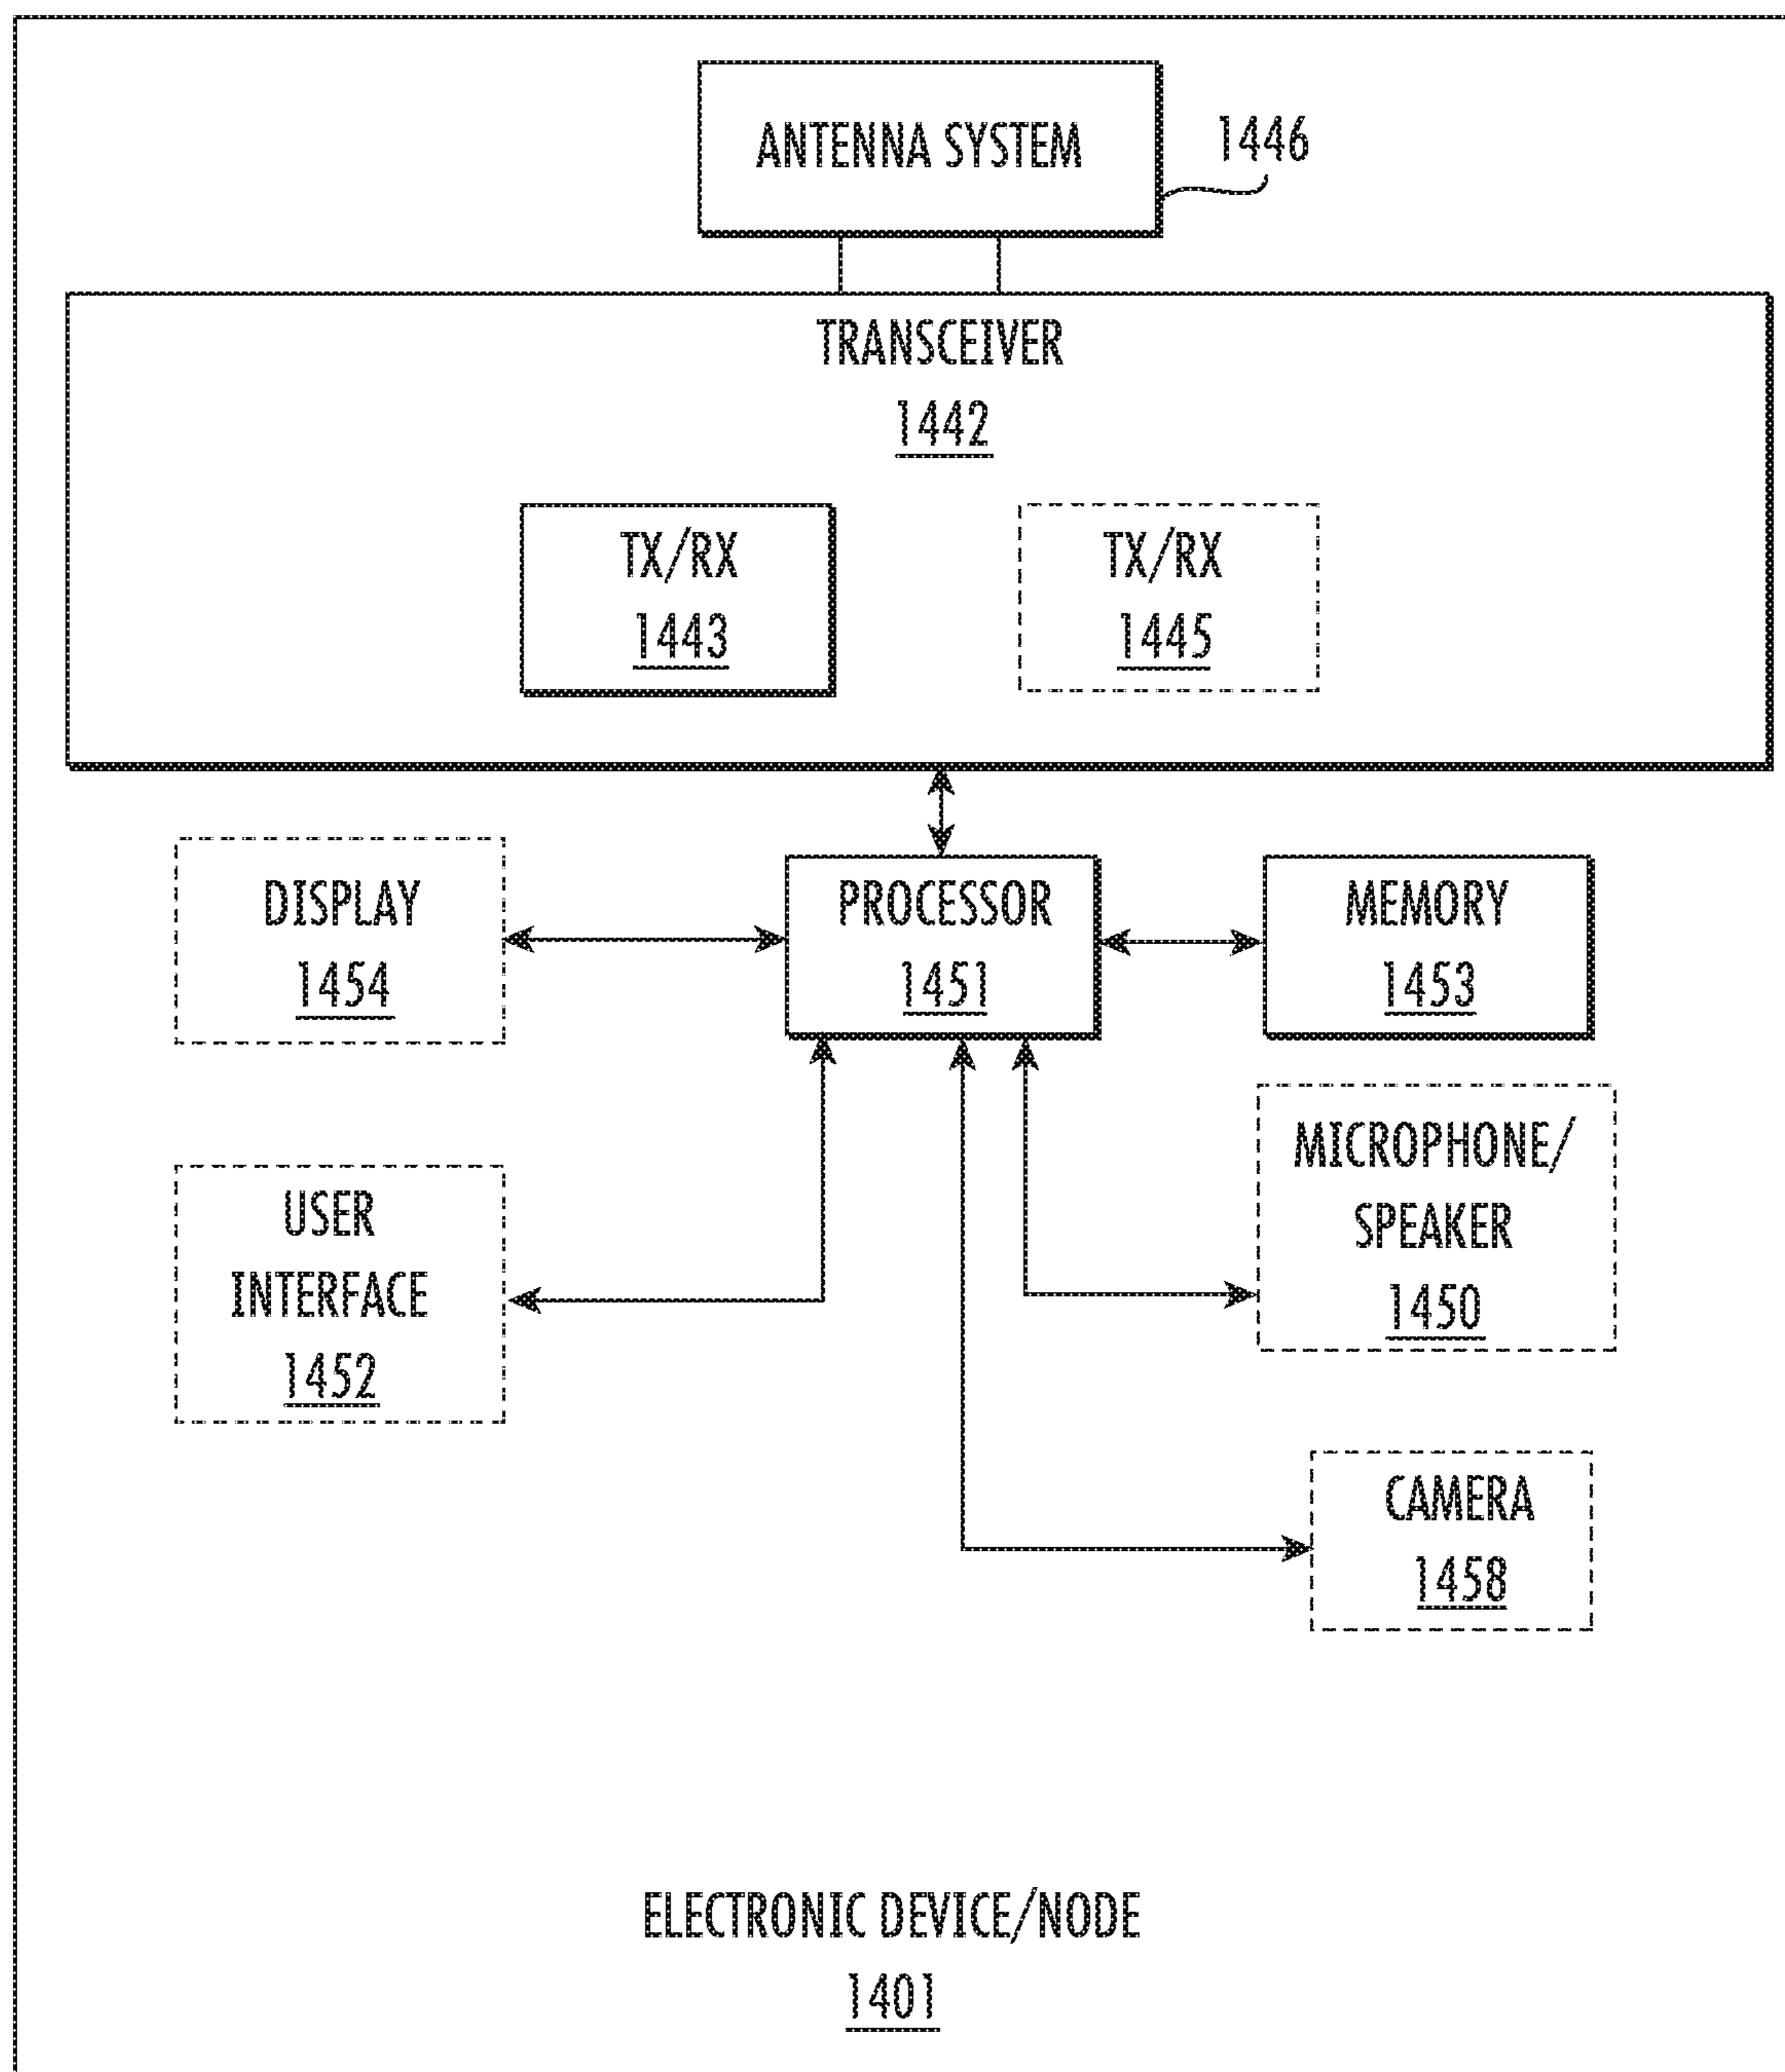 ANTENNA SYSTEM
1446
TRANSCEIVER
1442
TX/RX
1443
TX/RX
1445
DISPLAY
1454
PROCESSOR
1451
MEMORY
1453
USER
INTERFACE
1452
MICROPHONE/
SPEAKER
1450
CAMERA
1458
ELECTRONIC DEVICE/NODE
1401